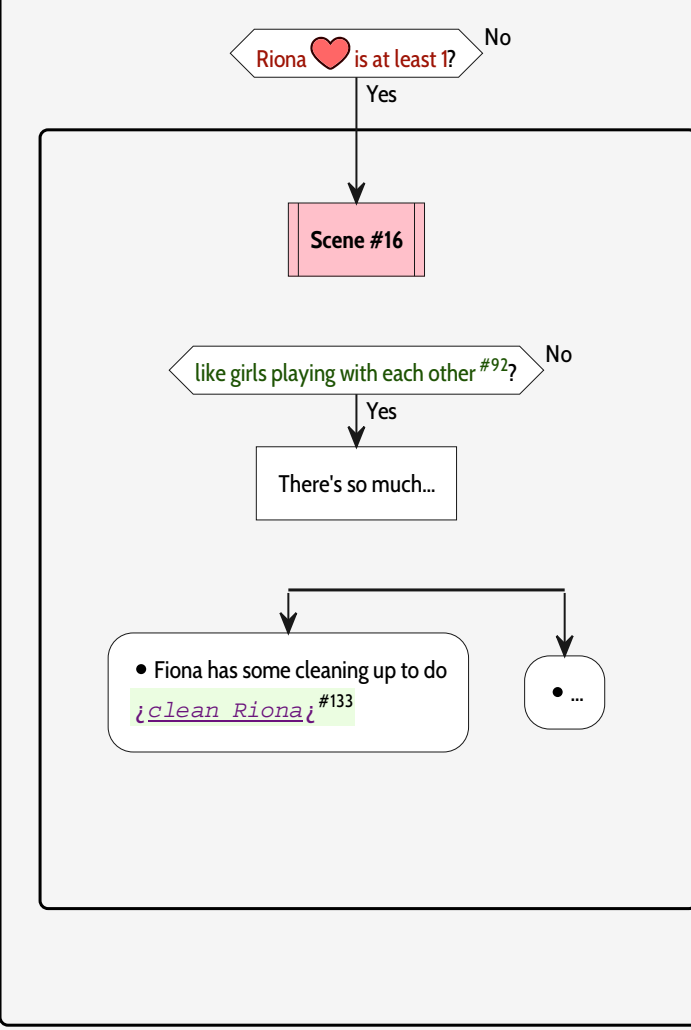 No
Riona is at least 1?
Yes
Scene #16
No
like girls playing with each other #92?
Yes
There's so much...
• Fiona has some cleaning up to do
¿clean Riona¿#133
• ...